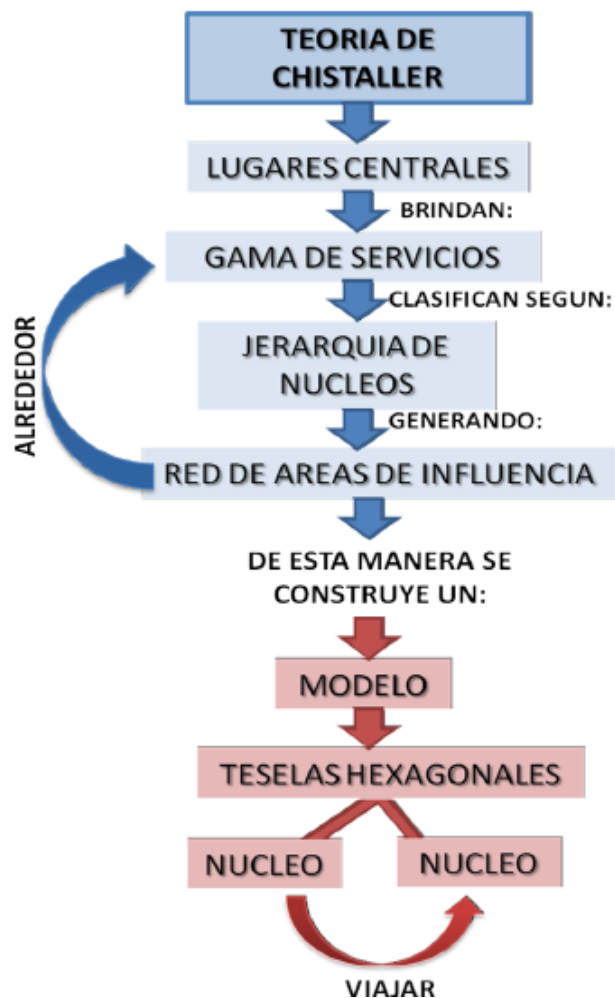 TEORIA DE
CHISTALLER
LUGARES CENTRALES
BRINDAN:
GAMA DE SERVICIOS
CLASIFICAN SEGUN:
JERARQUIA DE
NUCLEOS
GENERANDO:
ALREDEDOR
RED DE AREAS DE INFLUENCIA
DE ESTA MANERA SE
CONSTRUYE UN:
MODELO
TESELAS HEXAGONALES
NUCLEO
NUCLEO
VIAJAR